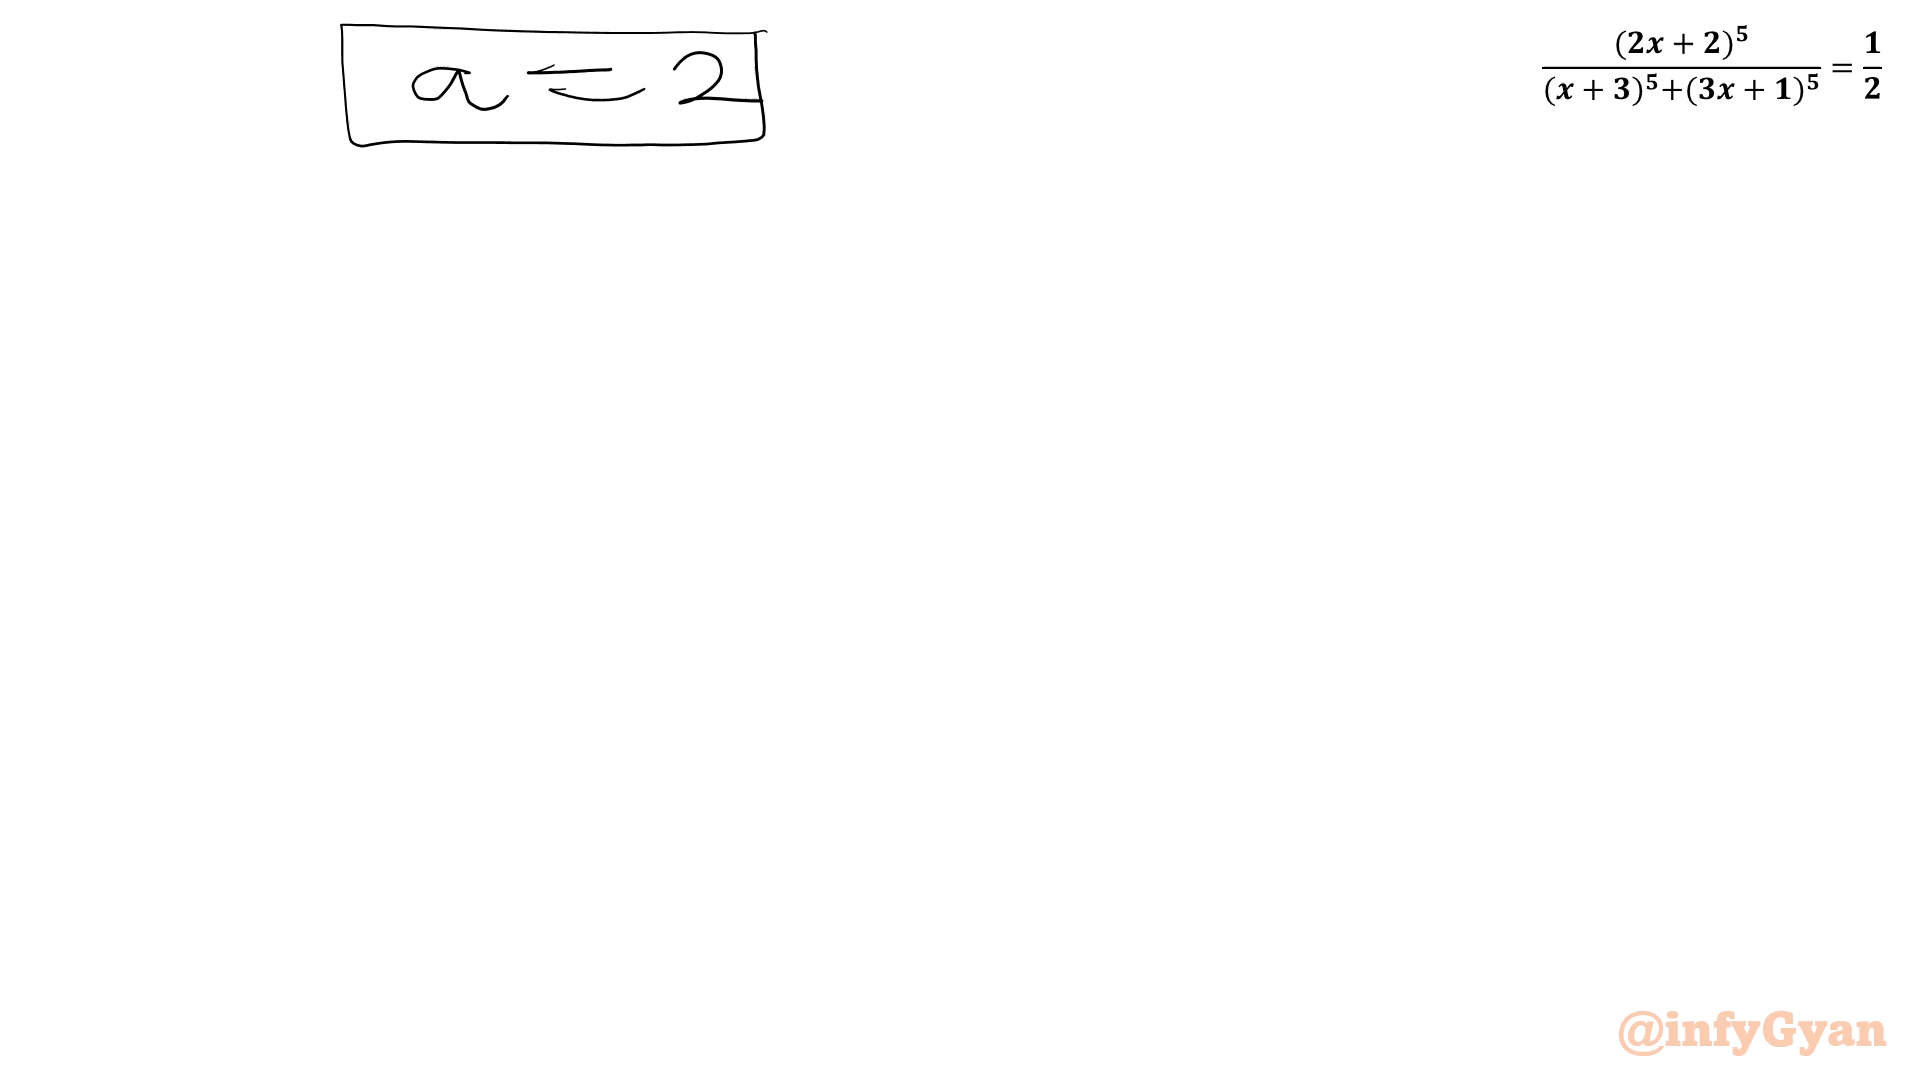 a = 2
(2x + 2)^5 / ((x + 3)^5+(3x + 1)^5) = 1/2
@infyGyan